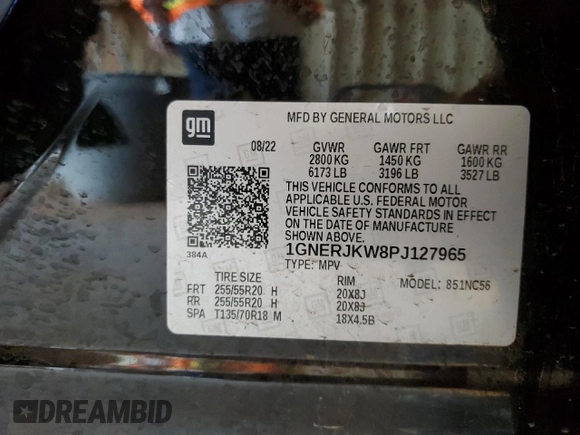 MFD BY GENERAL MOTORS LLC
gm
08/22 GVWR GAWR FRT GAWR RR
2800 KG 1450 KG 1600 KG
6173 LB 3196 LB 3527 LB
THIS VEHICLE CONFORMS TO ALL
APPLICABLE U.S. FEDERAL MOTOR
VEHICLE SAFETY STANDARDS IN EFFECT
ON THE DATE OF MANUFACTURE
SHOWN ABOVE.
384A
1GNERJKW8PJ127965
TYPE: MPV
TIRE SIZE RIM MODEL: 851NC56
FRT 255/55R20 H 20X8J
RR 255/55R20 H 20X8J
SPA T135/70R18 M 18X4.5B
DREAMBID